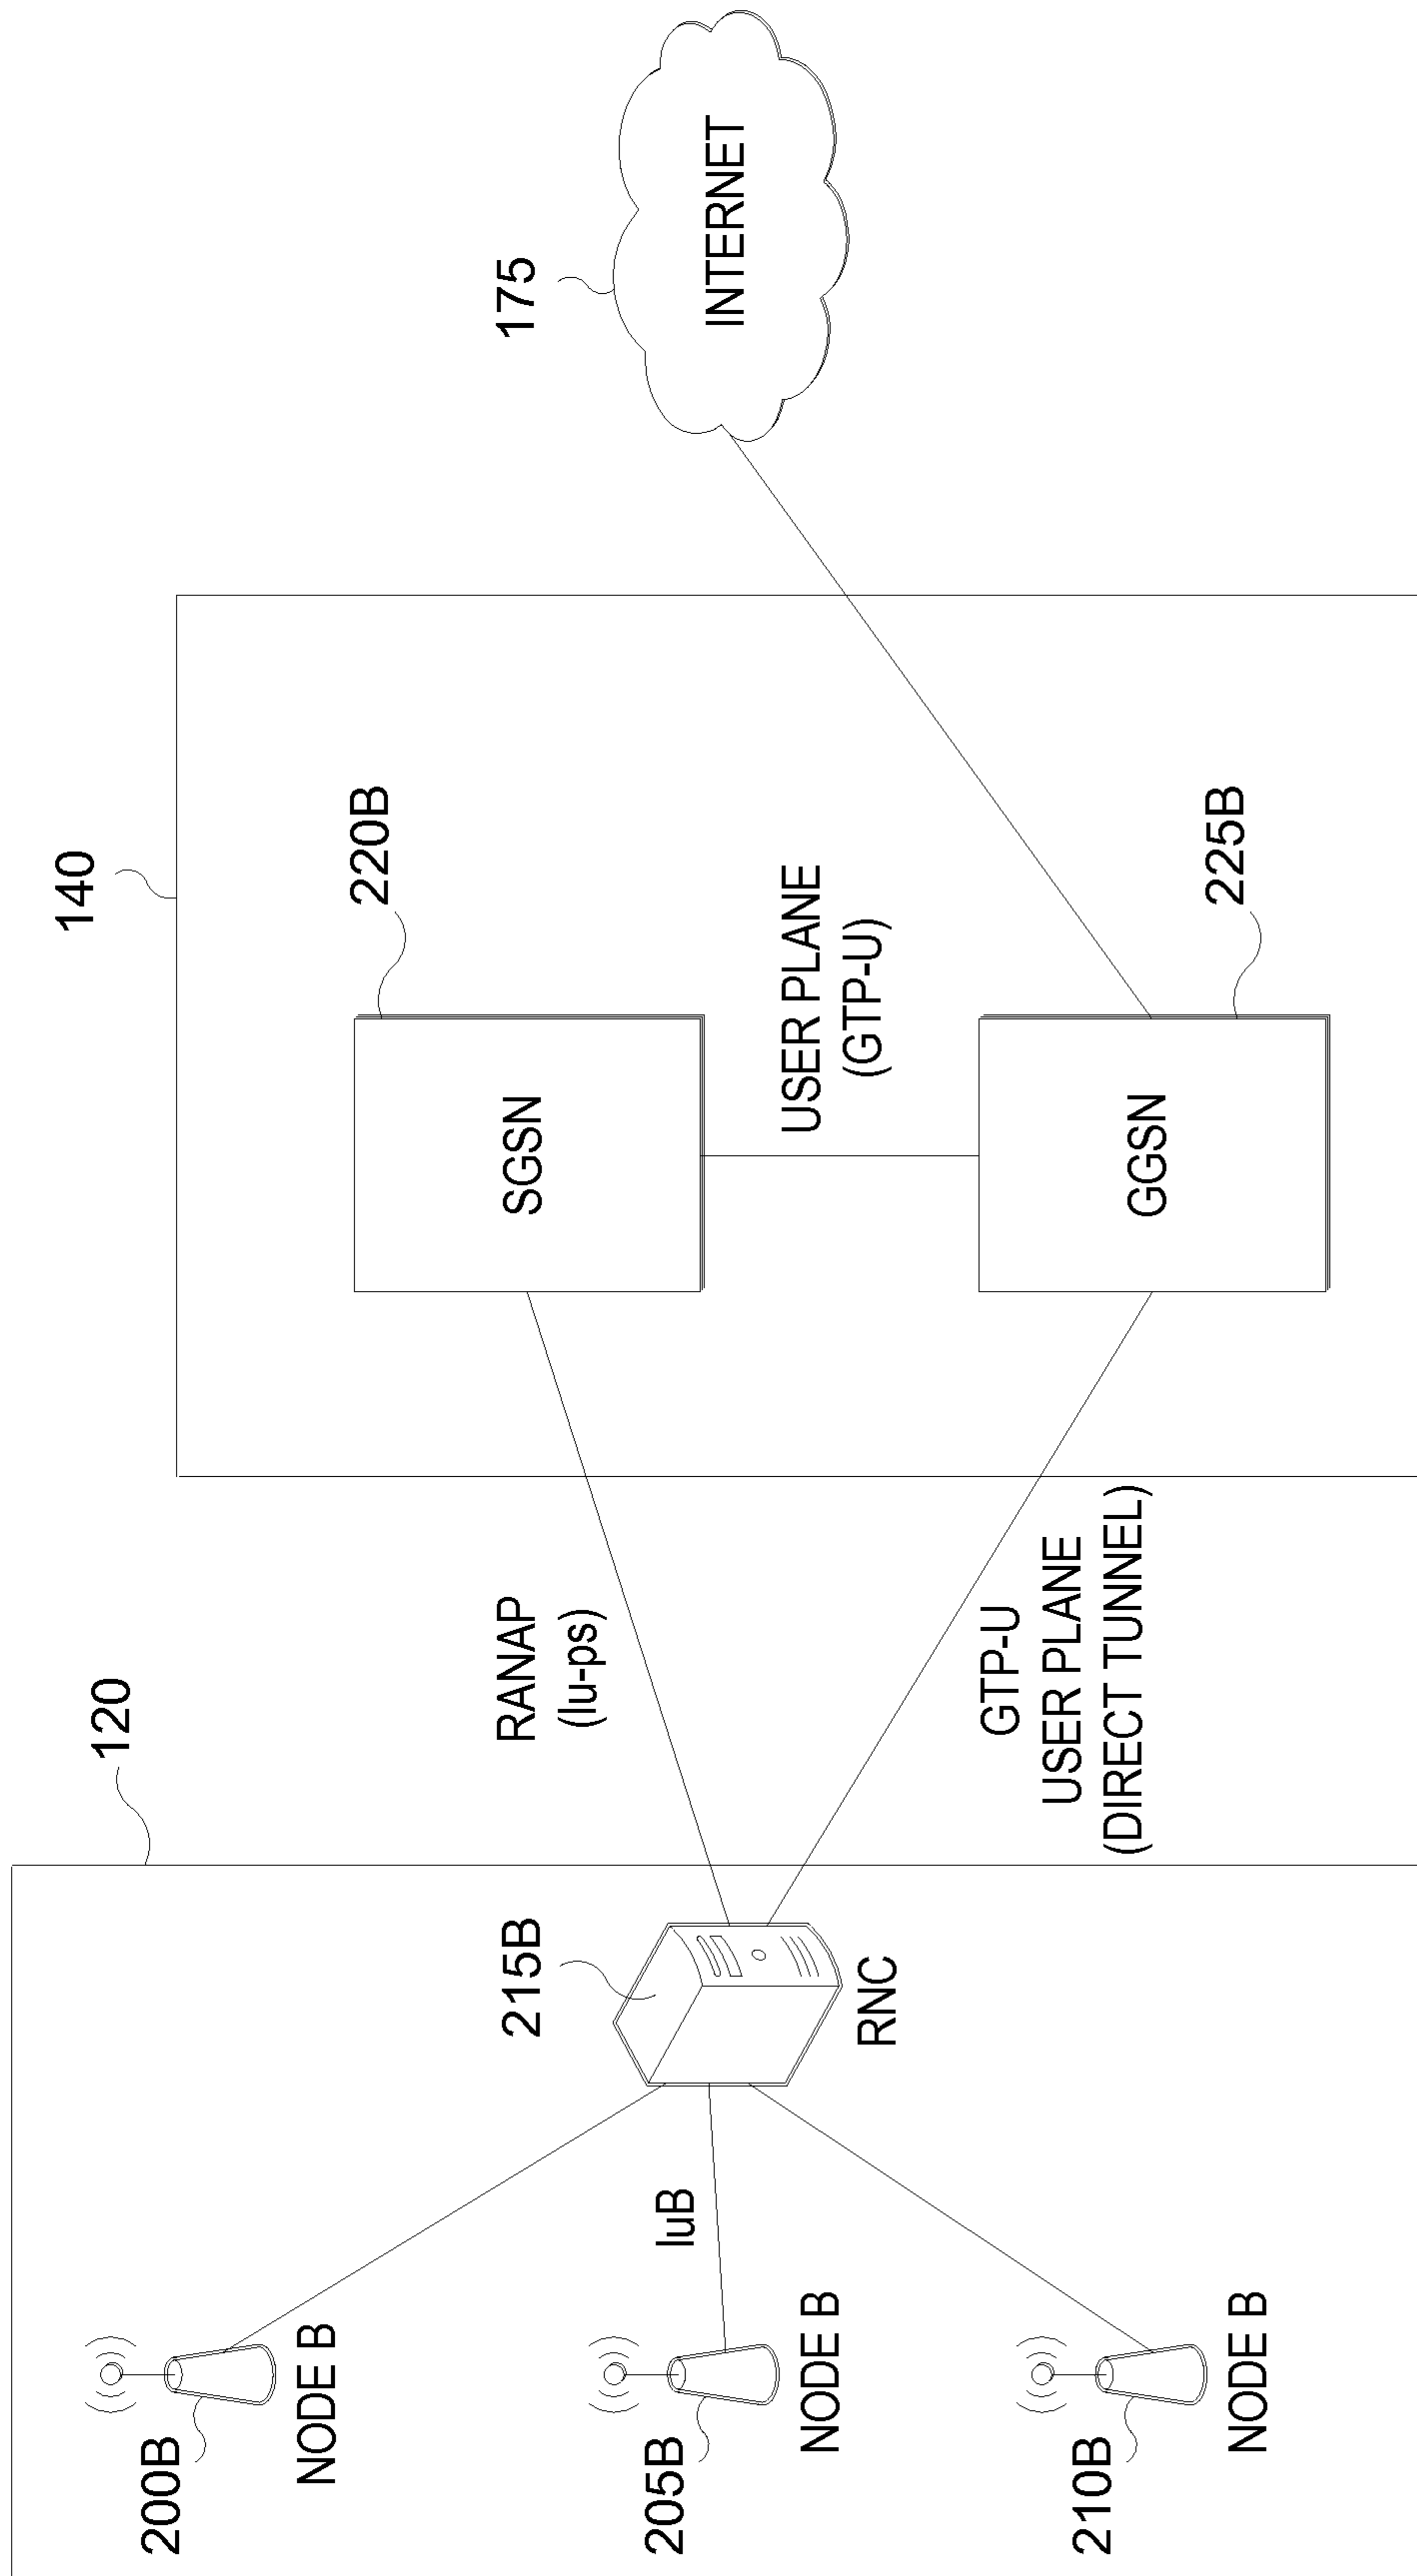 120
140
175
200B
NODE B
205B
NODE B
210B
NODE B
IuB
215B
RNC
RANAP
(Iu-ps)
GTP-U
USER PLANE
(DIRECT TUNNEL)
220B
SGSN
USER PLANE
(GTP-U)
GGSN
225B
INTERNET